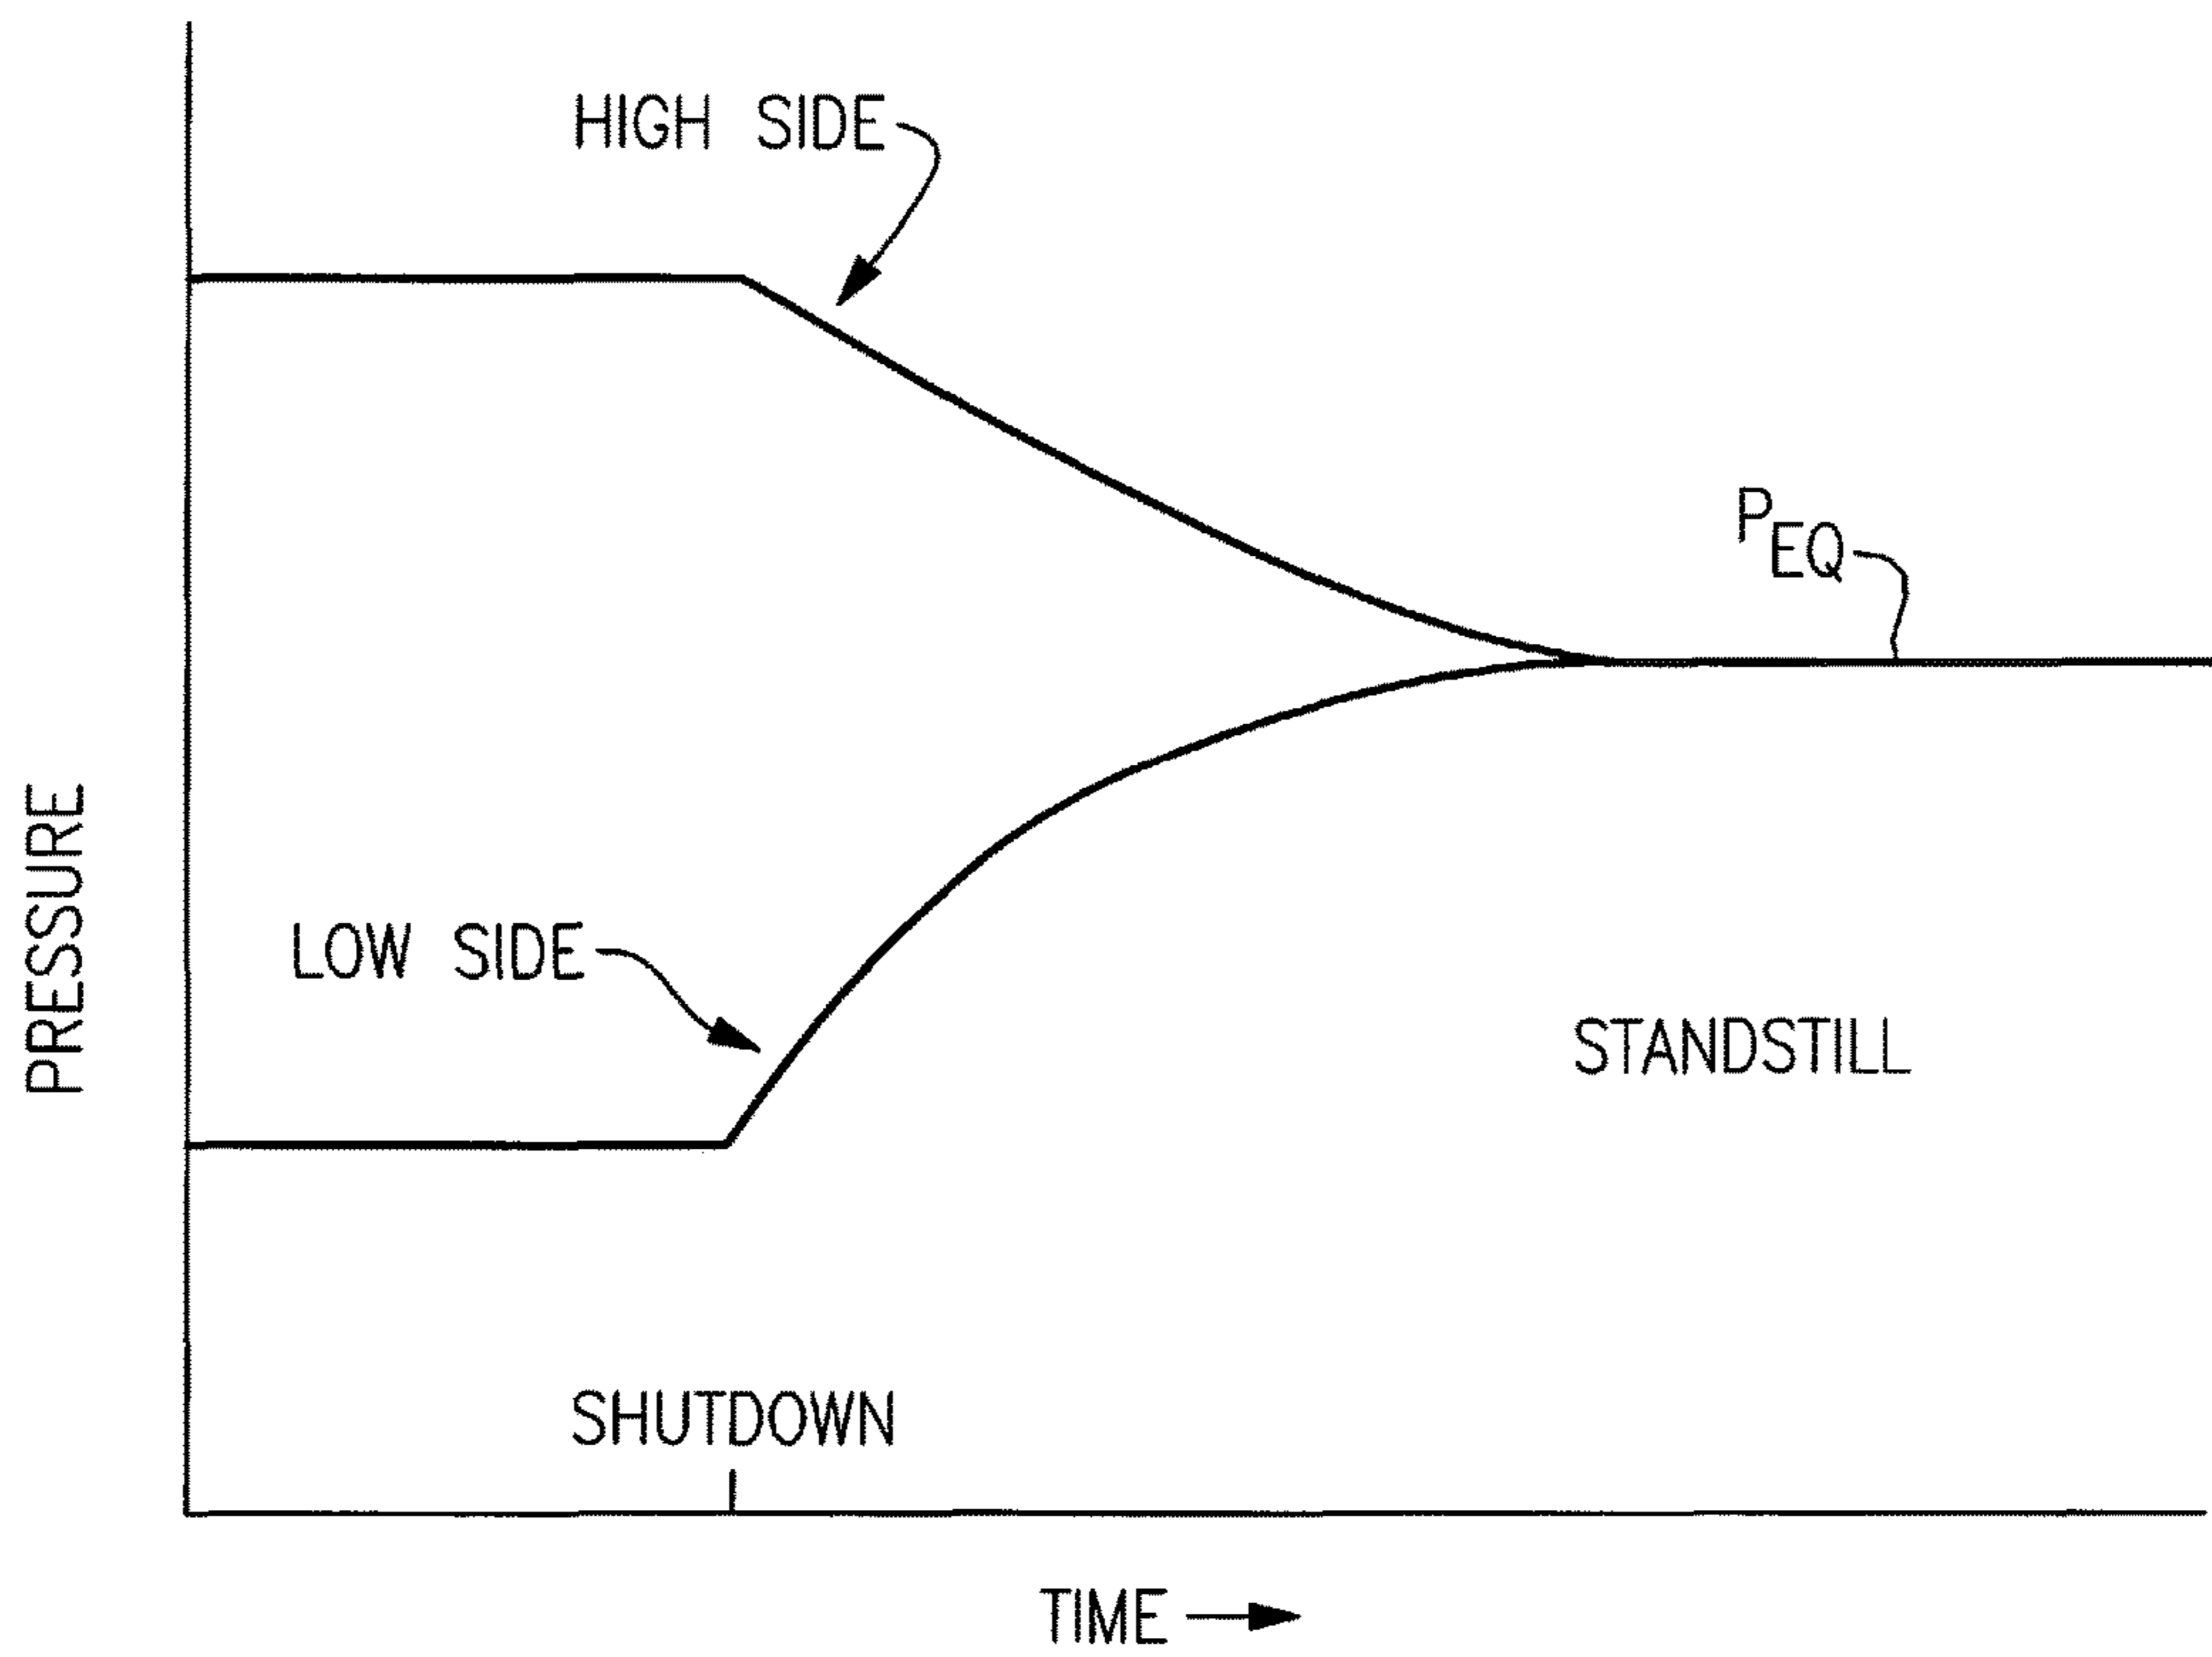 HIGH SIDE
PEQ
PRESSURE
LOW SIDE
STANDSTILL
SHUTDOWN
TIME